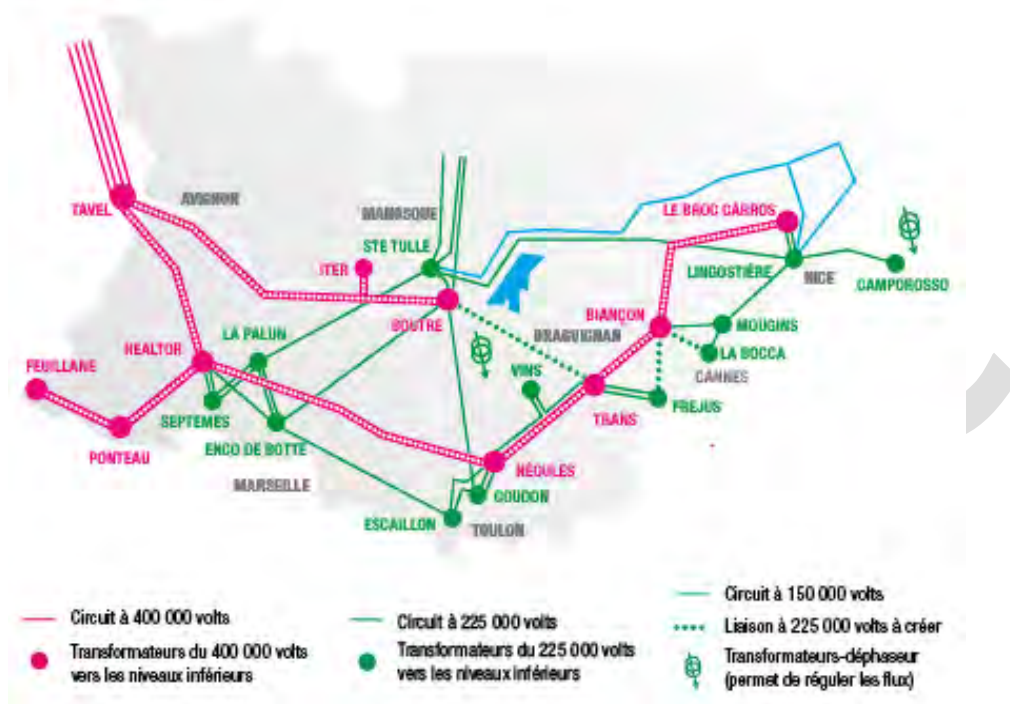 TAVEL
AVIGNON
MANASQUE
STE TULLE
ITER
LE BROC CARROS
LINGOSTIÈRE
NICE
CAMPOROSSO
BOUTRE
BIANÇON
MOUGINS
LA BOCCA
CANNES
DRAGUIGNAN
LA PALUN
REALTOR
FEUILLANE
VINS
FREJUS
TRANS
SEPTEMES
ENCO DE BOTTE
PONTEAU
MARSEILLE
NÉOULES
COUDON
ESCAILLON
TOULON
Circuit à 400 000 volts
Transformateurs du 400 000 volts
vers les niveaux inférieurs
Circuit à 225 000 volts
Transformateurs du 225 000 volts
vers les niveaux inférieurs
Circuit à 150 000 volts
Liaison à 225 000 volts à créer
Transformateurs-déphaseur
(permet de réguler les flux)